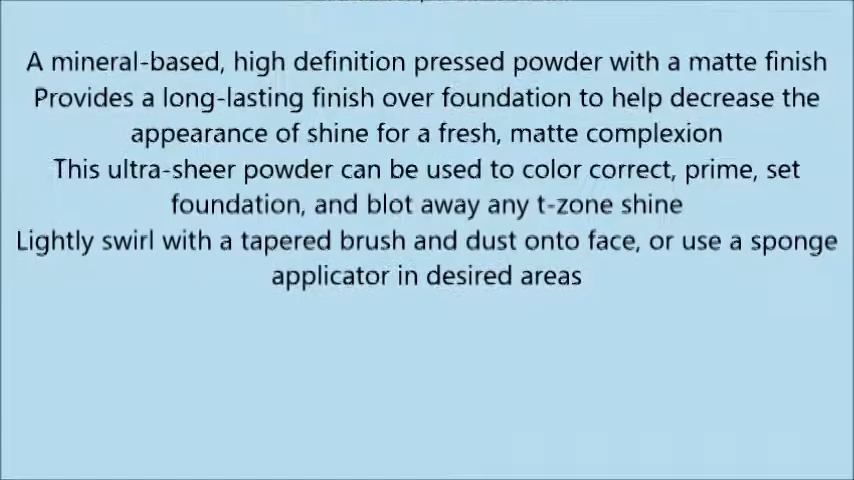 A mineral-based, high definition pressed powder with a matte finish
Provides a long-lasting finish over foundation to help decrease the
appearance of shine for a fresh, matte complexion
This ultra-sheer powder can be used to color correct, prime, set
foundation, and blot away any t-zone shine
Lightly swirl with a tapered brush and dust onto face, or use a sponge
applicator in desired areas